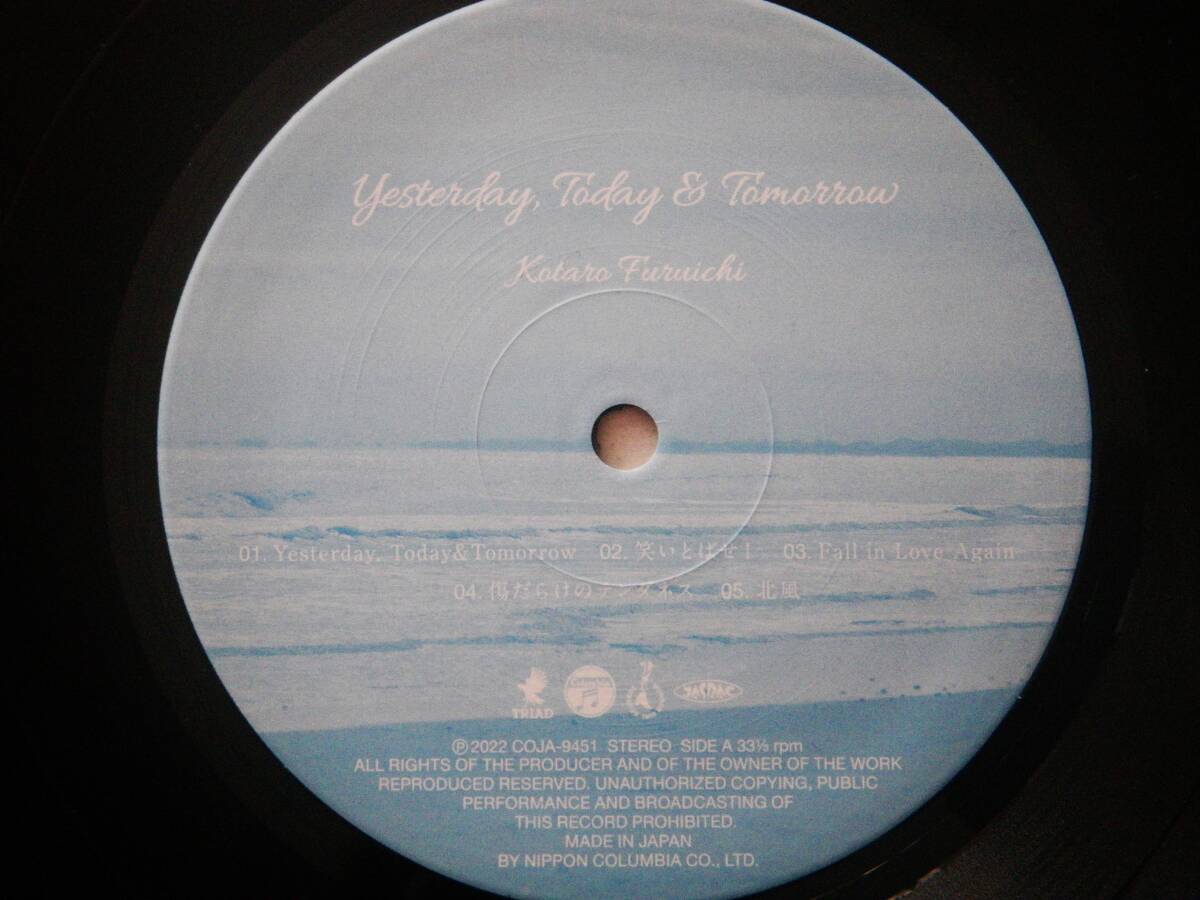 Yesterday, Today & Tomorrow
Kotaro Furuichi
01. Yesterday, Today&Tomorrow 02. 笑いとばせ! 03. Fall in Love Again
04. 傷だらけのテンダネス 05. 北風
TRIAD JASRAC
℗2022 COJA-9451 STEREO SIDE A 33⅓ rpm
ALL RIGHTS OF THE PRODUCER AND OF THE OWNER OF THE WORK
REPRODUCED RESERVED. UNAUTHORIZED COPYING, PUBLIC
PERFORMANCE AND BROADCASTING OF
THIS RECORD PROHIBITED.
MADE IN JAPAN
BY NIPPON COLUMBIA CO., LTD.